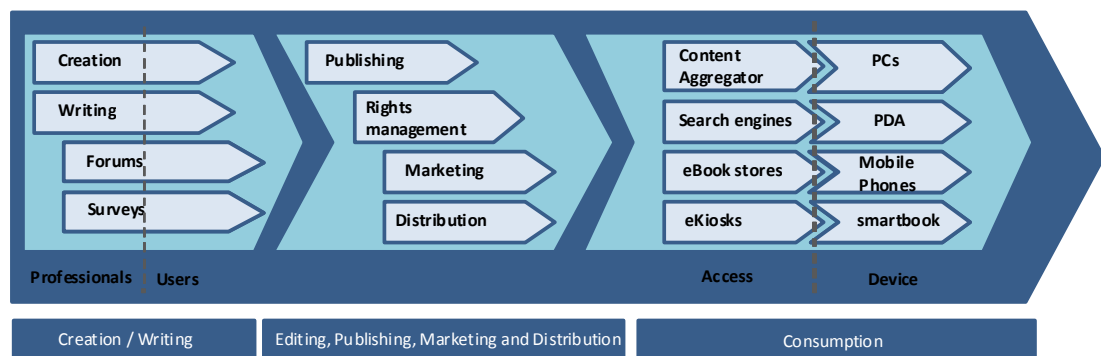 Creation
Writing
Forums
Surveys
Publishing
Rights
management
Marketing
Distribution
Content
Aggregator
Search engines
eBook stores
eKiosks
PCs
PDA
Mobile
Phones
smartbook
Professionals
Users
Access
Device
Creation / Writing
Editing, Publishing, Marketing and Distribution
Consumption